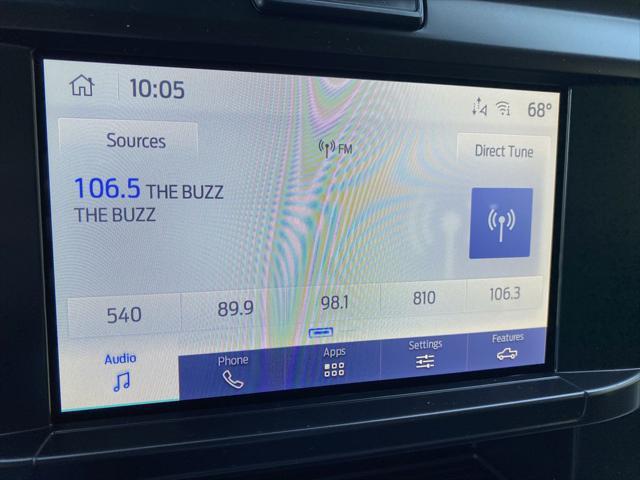 10:05
68°
Sources
FM
Direct Tune
106.5 THE BUZZ
THE BUZZ
540 89.9 98.1 810 106.3
Audio Phone Apps Settings Features